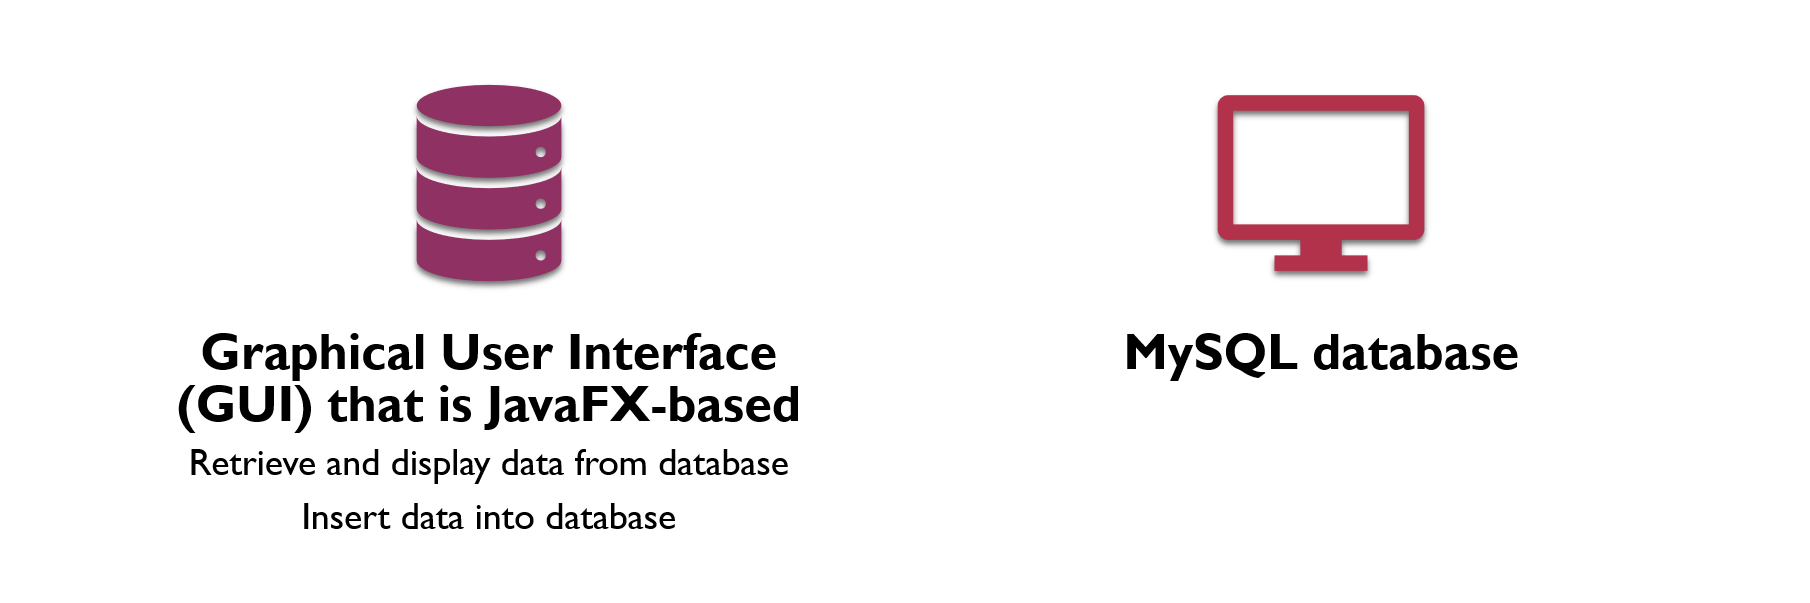 Graphical User Interface
(GUI) that is JavaFX-based
Retrieve and display data from database
Insert data into database
MySQL database